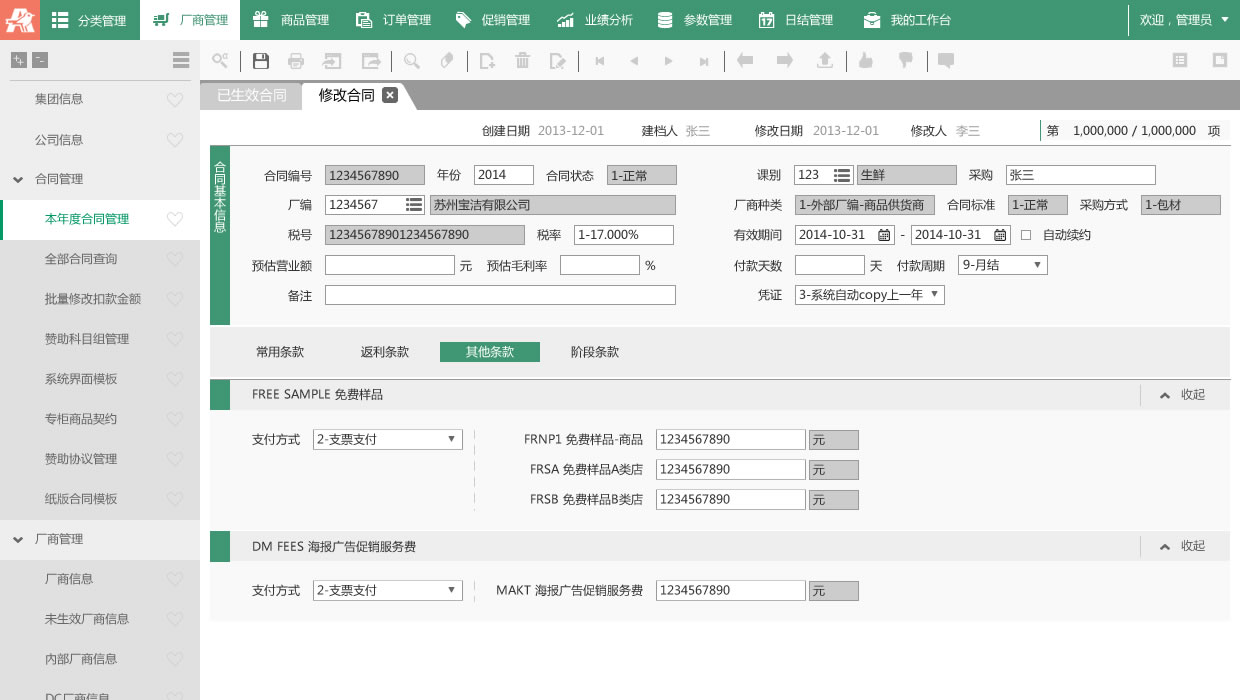 分类管理 厂商管理 商品管理 订单管理 促销管理 业绩分析 参数管理 日结管理 我的工作台 欢迎，管理员
集团信息
公司信息
合同管理
本年度合同管理
全部合同查询
批量修改扣款金额
赞助科目组管理
系统界面模板
专柜商品契约
赞助协议管理
纸版合同模板
厂商管理
厂商信息
未生效厂商信息
内部厂商信息
DC厂商信息
已生效合同 修改合同
创建日期 2013-12-01 建档人 张三 修改日期 2013-12-01 修改人 李三 第 1,000,000 / 1,000,000 项
合同基本信息
合同编号 1234567890 年份 2014 合同状态 1-正常 课别 123 生鲜 采购 张三
厂编 1234567 苏州宝洁有限公司 厂商种类 1-外部厂编-商品供货商 合同标准 1-正常 采购方式 1-包材
税号 12345678901234567890 税率 1-17.000% 有效期间 2014-10-31 - 2014-10-31 自动续约
预估营业额 元 预估毛利率 % 付款天数 天 付款周期 9-月结
备注 凭证 3-系统自动copy上一年
常用条款 返利条款 其他条款 阶段条款
FREE SAMPLE 免费样品 收起
支付方式 2-支票支付 FRNP1 免费样品-商品 1234567890 元
FRSA 免费样品A类店 1234567890 元
FRSB 免费样品B类店 1234567890 元
DM FEES 海报广告促销服务费 收起
支付方式 2-支票支付 MAKT 海报广告促销服务费 1234567890 元